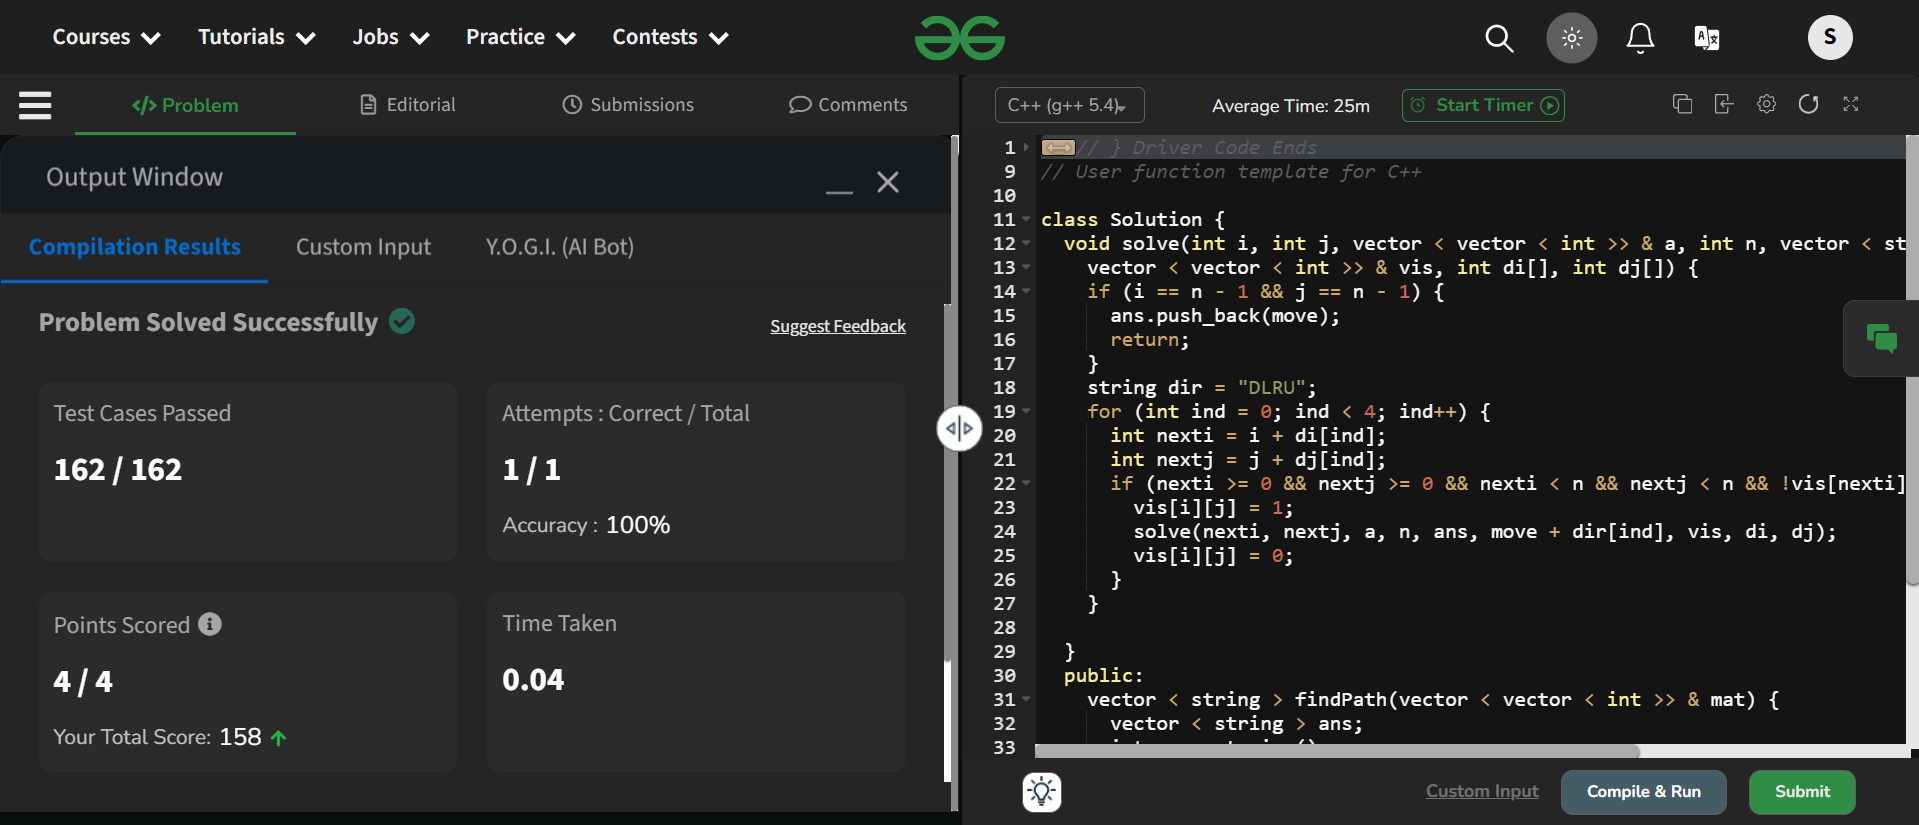 Courses Tutorials Jobs Practice Contests S
Problem Editorial Submissions Comments
Output Window
Compilation Results Custom Input Y.O.G.I. (AI Bot)
Problem Solved Successfully
Suggest Feedback
Test Cases Passed
162 / 162
Attempts : Correct / Total
1 / 1
Accuracy : 100%
Points Scored
4 / 4
Your Total Score: 158
Time Taken
0.04
C++ (g++ 5.4) Average Time: 25m Start Timer
1 // } Driver Code Ends
9 // User function template for C++
10
11 class Solution {
12 void solve(int i, int j, vector < vector < int >> & a, int n, vector < st
13 vector < vector < int >> & vis, int di[], int dj[]) {
14 if (i == n - 1 && j == n - 1) {
15 ans.push_back(move);
16 return;
17 }
18 string dir = "DLRU";
19 for (int ind = 0; ind < 4; ind++) {
20 int nexti = i + di[ind];
21 int nextj = j + dj[ind];
22 if (nexti >= 0 && nextj >= 0 && nexti < n && nextj < n && !vis[nexti]
23 vis[i][j] = 1;
24 solve(nexti, nextj, a, n, ans, move + dir[ind], vis, di, dj);
25 vis[i][j] = 0;
26 }
27 }
28
29 }
30 public:
31 vector < string > findPath(vector < vector < int >> & mat) {
32 vector < string > ans;
33
Custom Input Compile & Run Submit